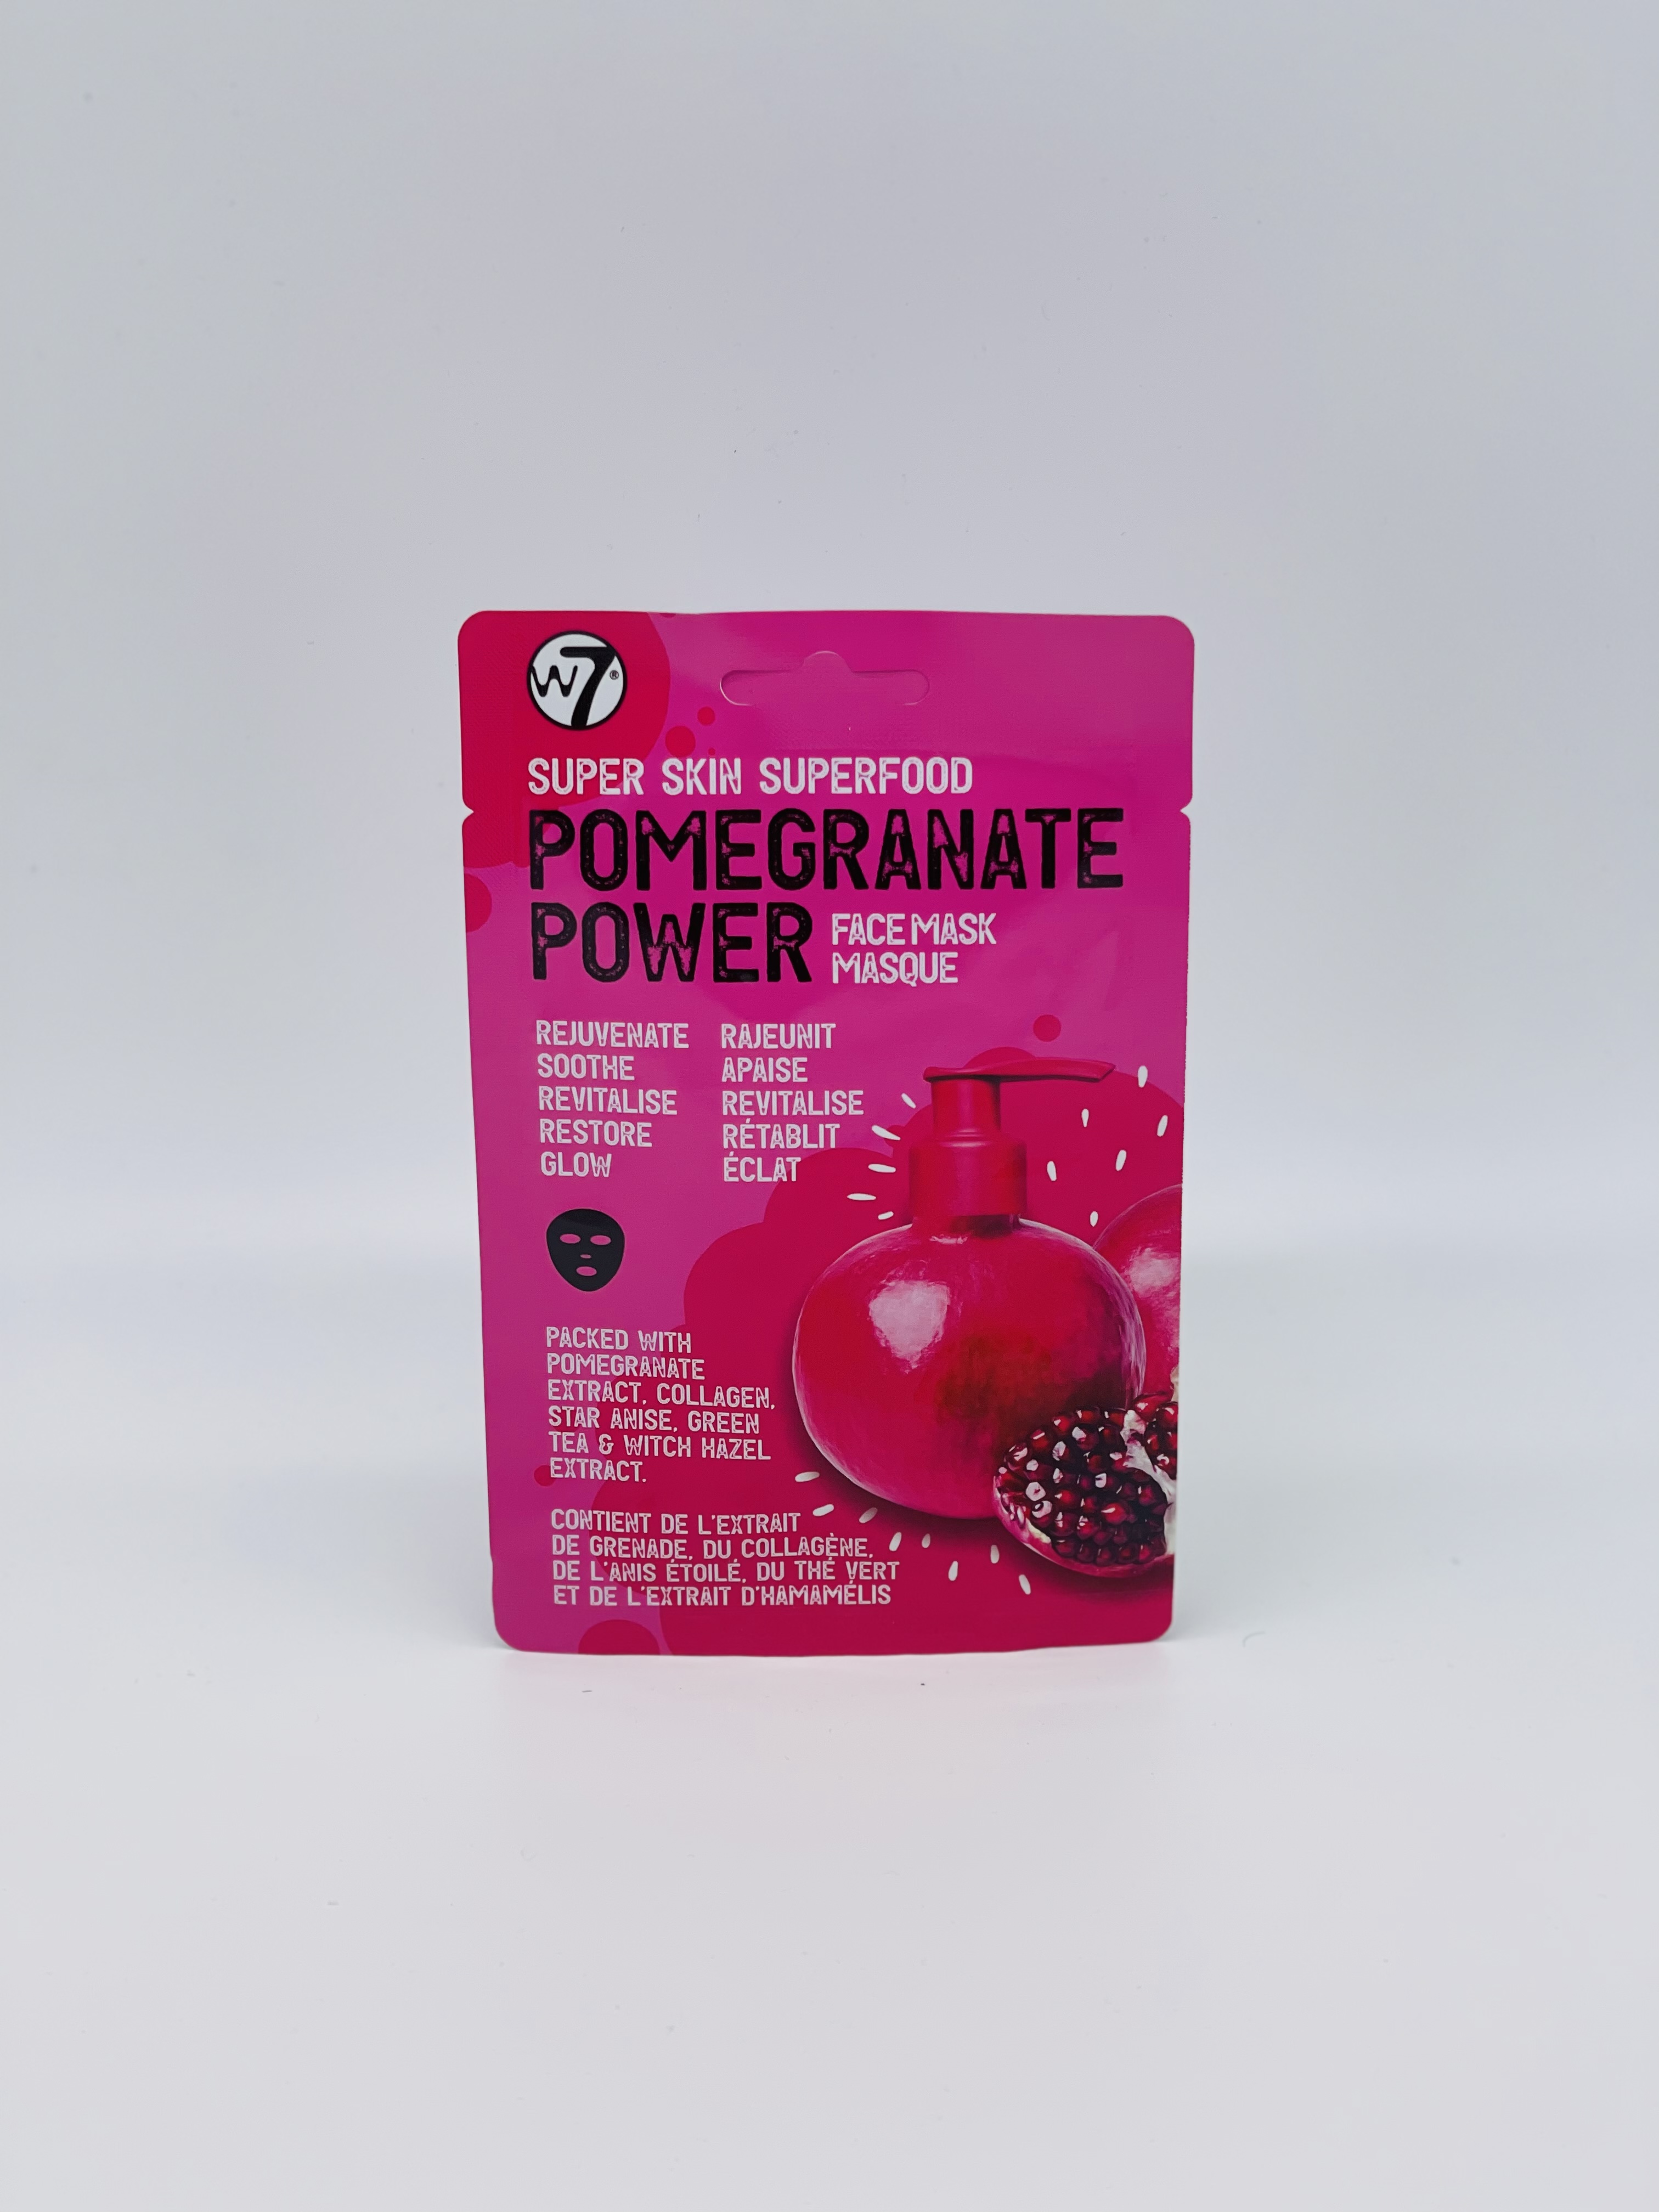 W7®
SUPER SKIN SUPERFOOD
POMEGRANATE
POWER
FACE MASK
MASQUE
REJUVENATE
SOOTHE
REVITALISE
RESTORE
GLOW
RAJEUNIT
APAISE
REVITALISE
RÉTABLIT
ÉCLAT
PACKED WITH
POMEGRANATE
EXTRACT, COLLAGEN,
STAR ANISE, GREEN
TEA & WITCH HAZEL
EXTRACT.
CONTIENT DE L'EXTRAIT
DE GRENADE, DU COLLAGÈNE,
DE L'ANIS ÉTOILÉ, DU THÉ VERT
ET DE L'EXTRAIT D'HAMAMÉLIS